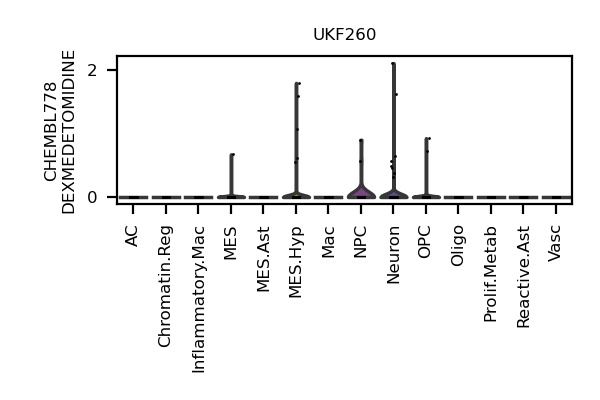 UKF260
CHEMBL778
DEXMEDETOMIDINE
2
0
AC
Chromatin.Reg
Inflammatory.Mac
MES
MES.Ast
MES.Hyp
Mac
NPC
Neuron
OPC
Oligo
Prolif.Metab
Reactive.Ast
Vasc